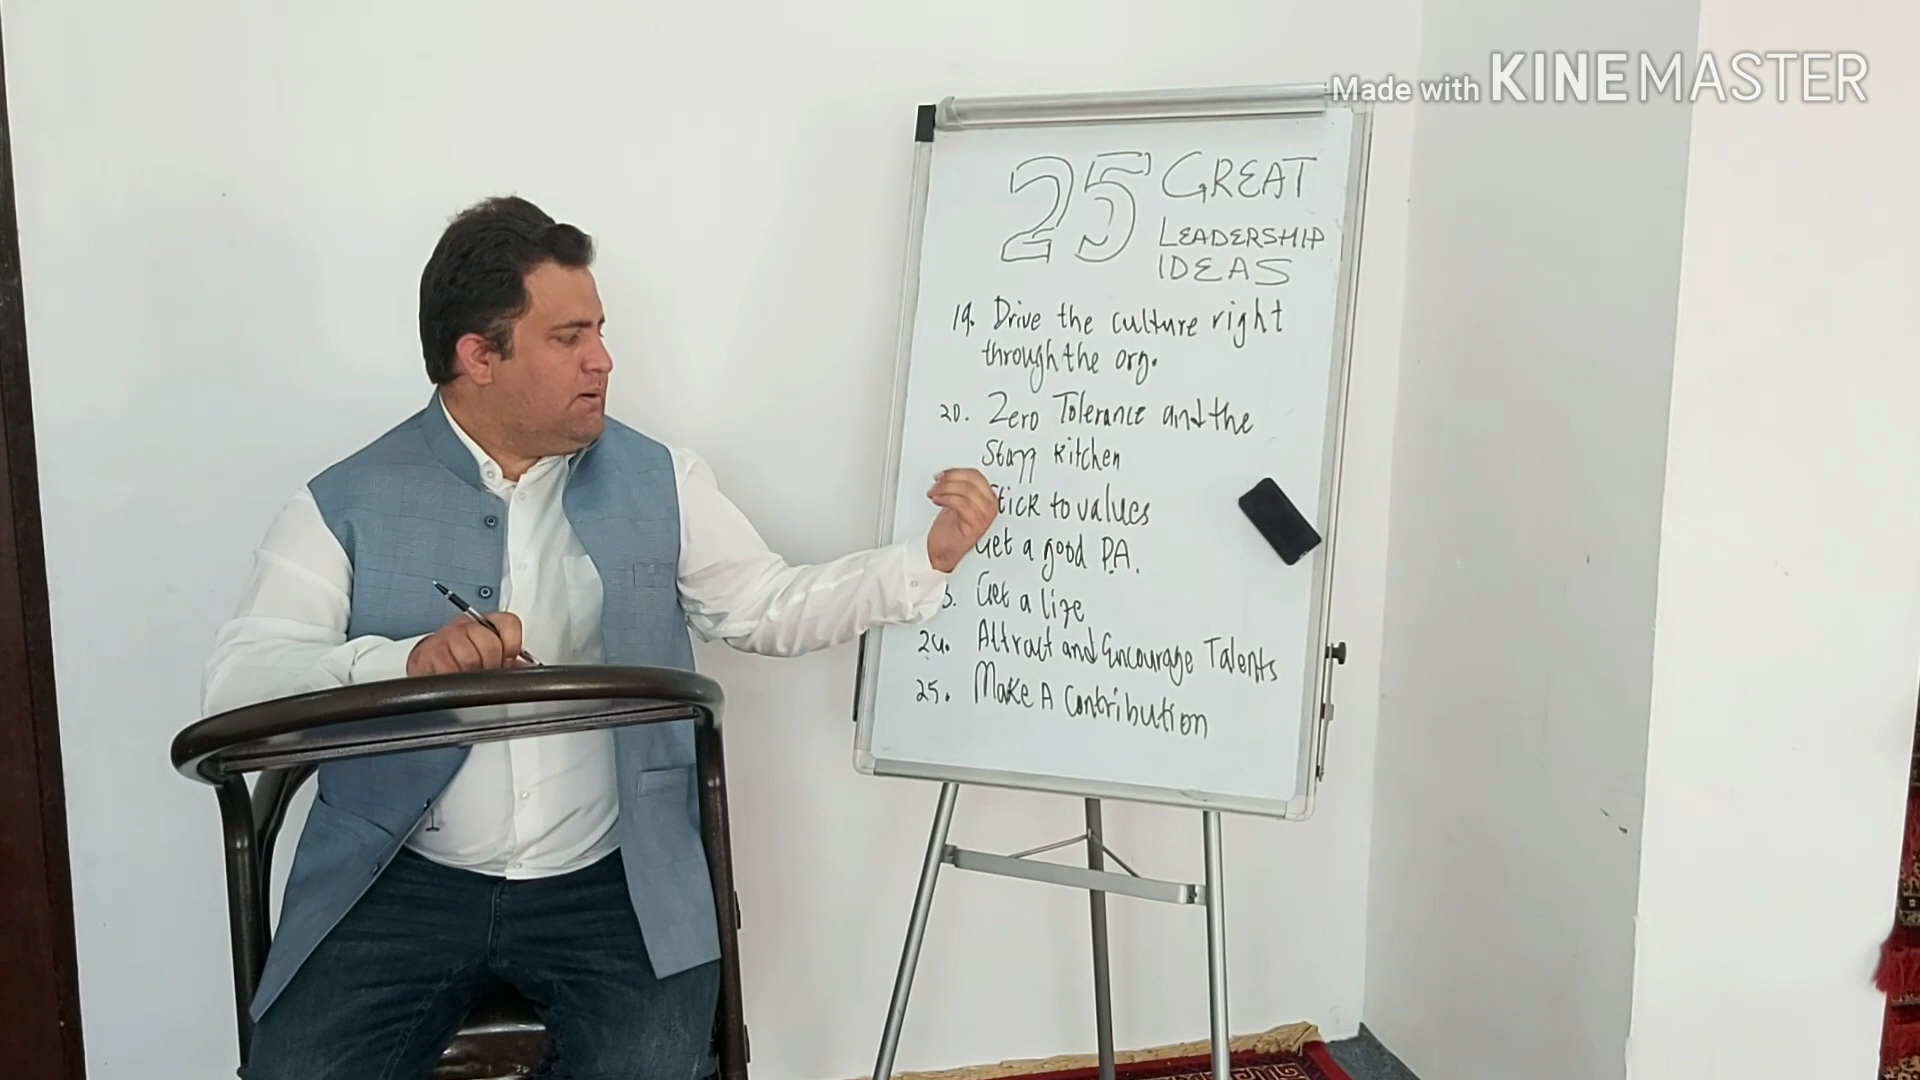 Made with KINEMASTER
25 GREAT
LEADERSHIP
IDEAS
19. Drive the culture right
through the org.
20. Zero Tolerance and the
Staff Kitchen
Stick to values
Get a good P.A.
3. Get a life
24. Attract and Encourage Talents
25. Make A Contribution